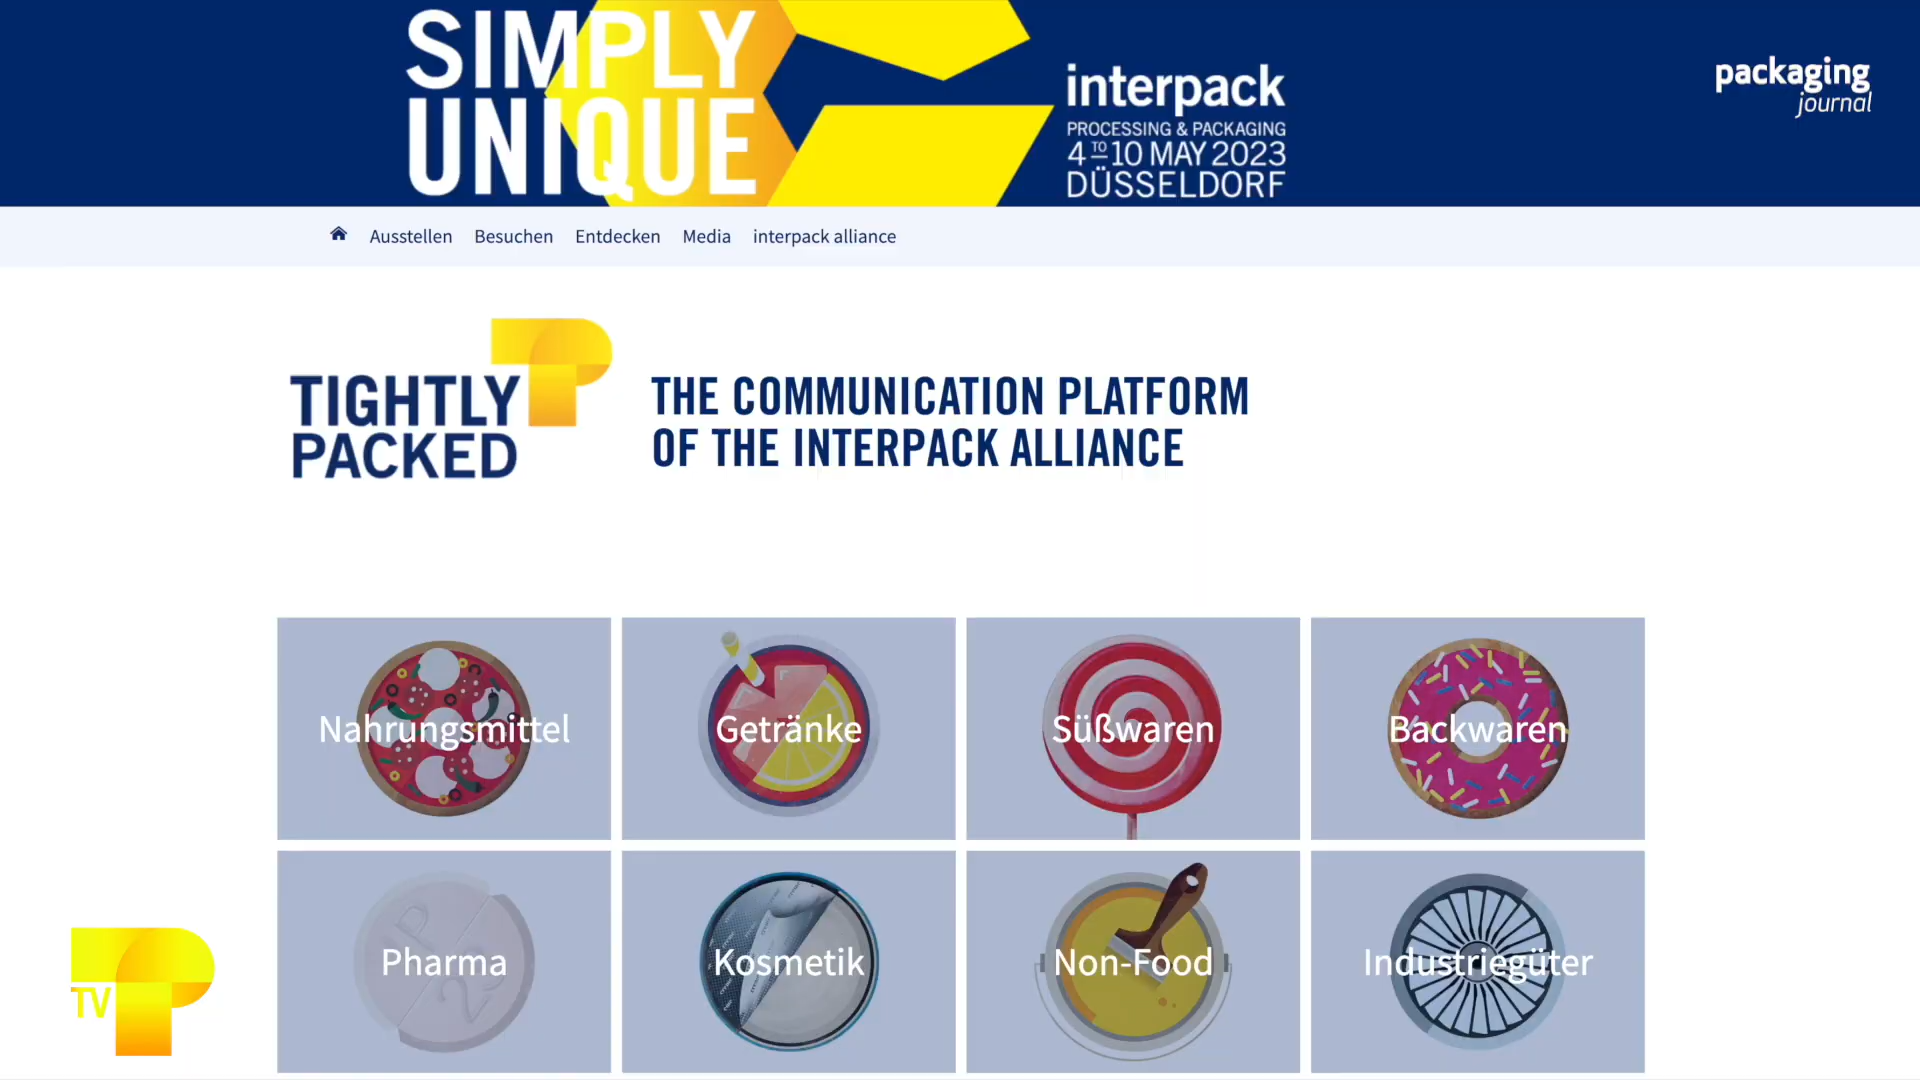 SIMPLY
UNIQUE
interpack
PROCESSING & PACKAGING
4 TO 10 MAY 2023
DÜSSELDORF
packaging
journal
Ausstellen Besuchen Entdecken Media interpack alliance
TIGHTLY
PACKED
THE COMMUNICATION PLATFORM
OF THE INTERPACK ALLIANCE
Nahrungsmittel Getränke Süßwaren Backwaren
Pharma Kosmetik Non-Food Industriegüter
P
23
TV